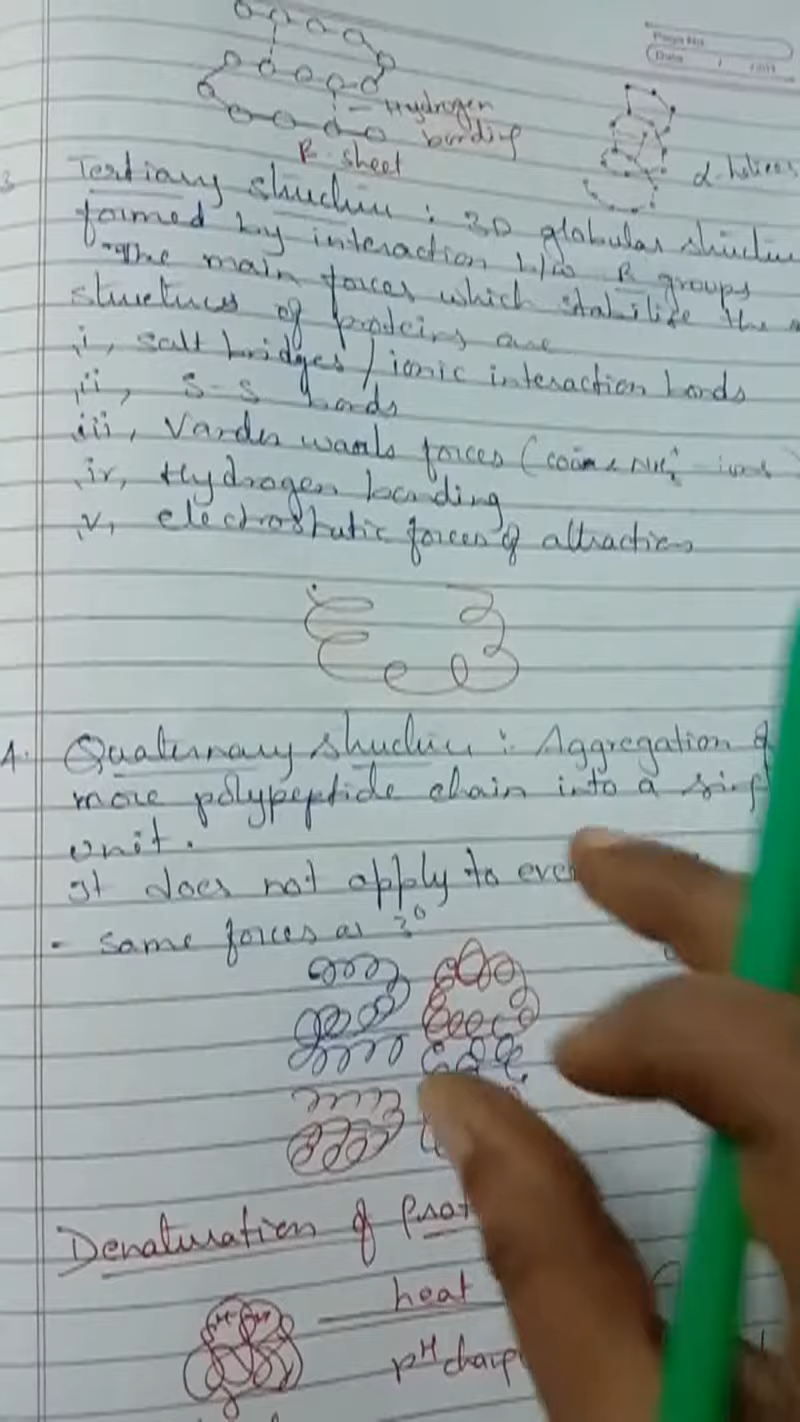 Page No.
Date / /
Hydrogen
bonding
β-sheet
α-helices
3 Tertiary structure : 3D globular structure
formed by interaction b/w R groups
The main forces which stabilize the
structures of proteins are
i, salt bridges / ionic interaction bonds
ii, S-S bonds
iii, Vander waals forces ( NH3+ ions )
iv, Hydrogen bonding
v, electrostatic forces of attraction
4. Quaternary structure : Aggregation of
more polypeptide chain into a
unit.
It does not apply to
- same forces as 3°
Denaturation of
heat
pH